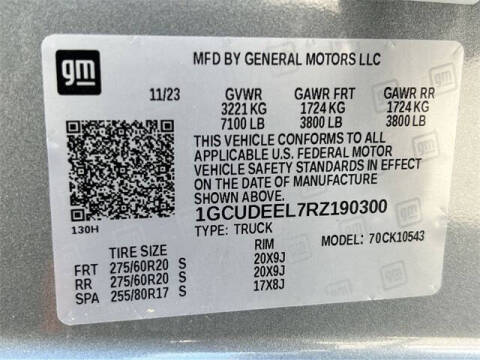 gm
MFD BY GENERAL MOTORS LLC
11/23 GVWR GAWR FRT GAWR RR
3221 KG 1724 KG 1724 KG
7100 LB 3800 LB 3800 LB
THIS VEHICLE CONFORMS TO ALL
APPLICABLE U.S. FEDERAL MOTOR
VEHICLE SAFETY STANDARDS IN EFFECT
ON THE DATE OF MANUFACTURE
SHOWN ABOVE.
1GCUDEEL7RZ190300
130H
TYPE: TRUCK MODEL: 70CK10543
TIRE SIZE RIM
FRT 275/60R20 S 20X9J
RR 275/60R20 S 20X9J
SPA 255/80R17 S 17X8J